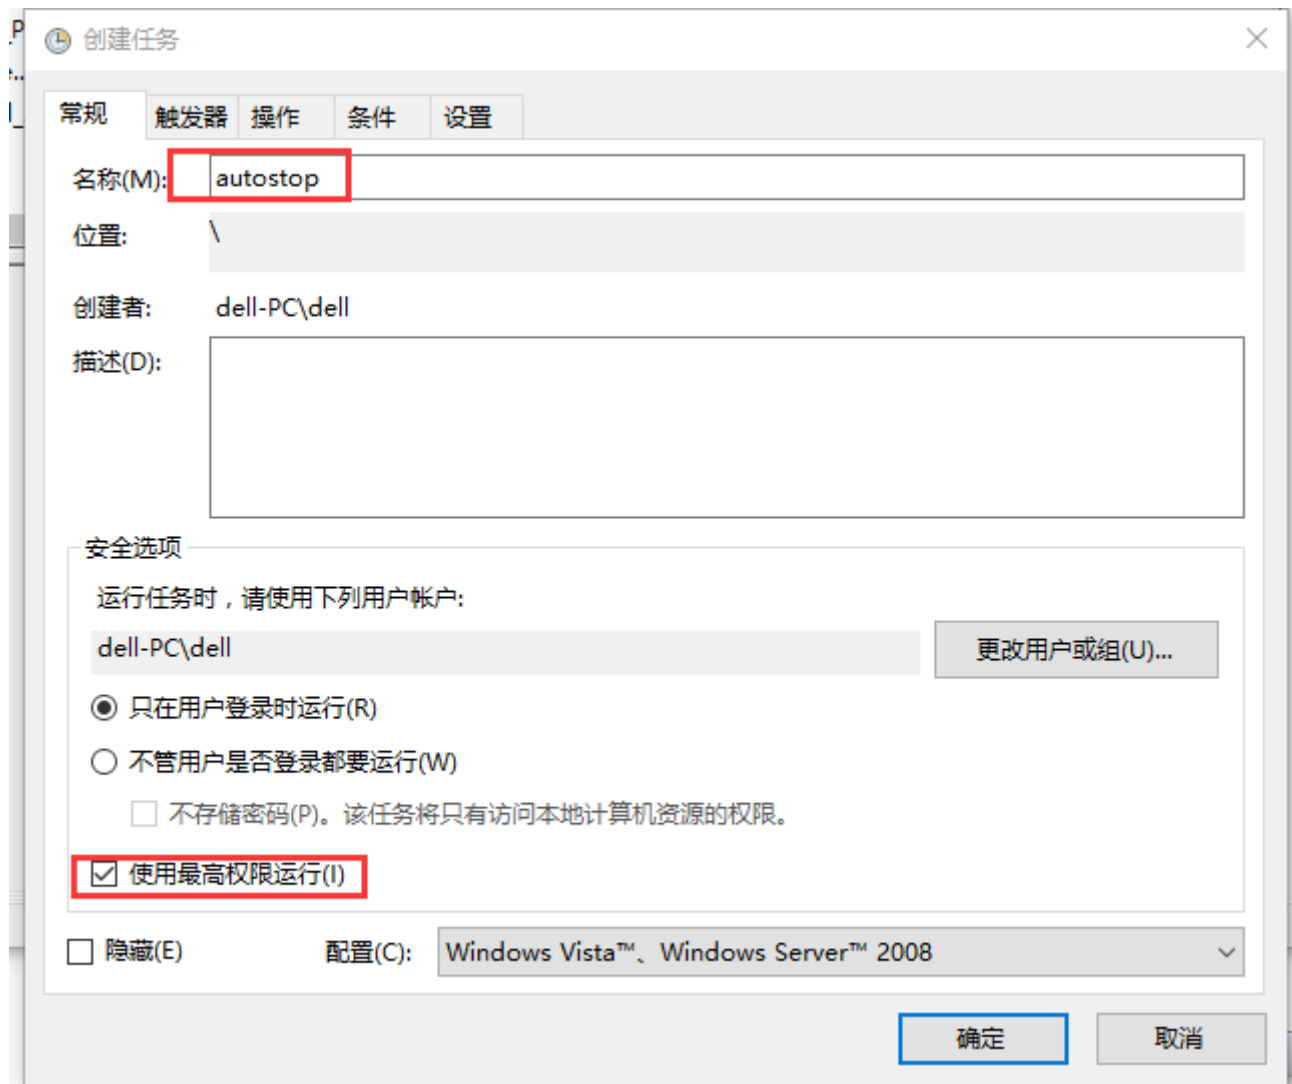 创建任务
常规 触发器 操作 条件 设置
名称(M): autostop
位置: \
创建者: dell-PC\dell
描述(D):
安全选项
运行任务时，请使用下列用户帐户:
dell-PC\dell 更改用户或组(U)...
只在用户登录时运行(R)
不管用户是否登录都要运行(W)
不存储密码(P)。该任务将只有访问本地计算机资源的权限。
使用最高权限运行(I)
隐藏(E) 配置(C): Windows Vista™、Windows Server™ 2008
确定 取消